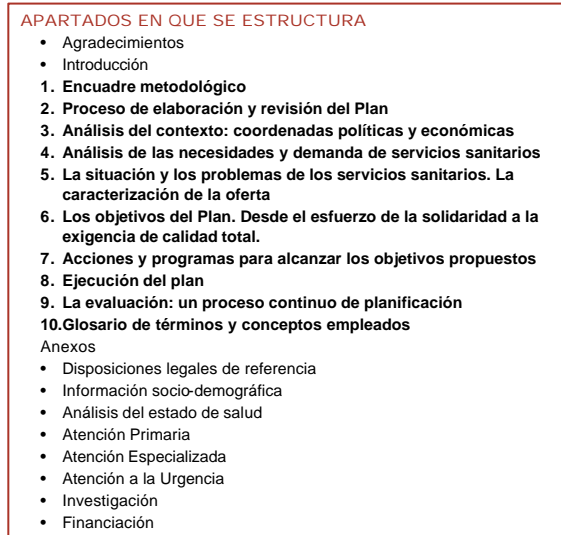 APARTADOS EN QUE SE ESTRUCTURA
• Agradecimientos
• Introducción
1. Encuadre metodológico
2. Proceso de elaboración y revisión del Plan
3. Análisis del contexto: coordenadas políticas y económicas
4. Análisis de las necesidades y demanda de servicios sanitarios
5. La situación y los problemas de los servicios sanitarios. La
caracterización de la oferta
6. Los objetivos del Plan. Desde el esfuerzo de la solidaridad a la
exigencia de calidad total.
7. Acciones y programas para alcanzar los objetivos propuestos
8. Ejecución del plan
9. La evaluación: un proceso continuo de planificación
10.Glosario de términos y conceptos empleados
Anexos
• Disposiciones legales de referencia
• Información socio-demográfica
• Análisis del estado de salud
• Atención Primaria
• Atención Especializada
• Atención a la Urgencia
• Investigación
• Financiación